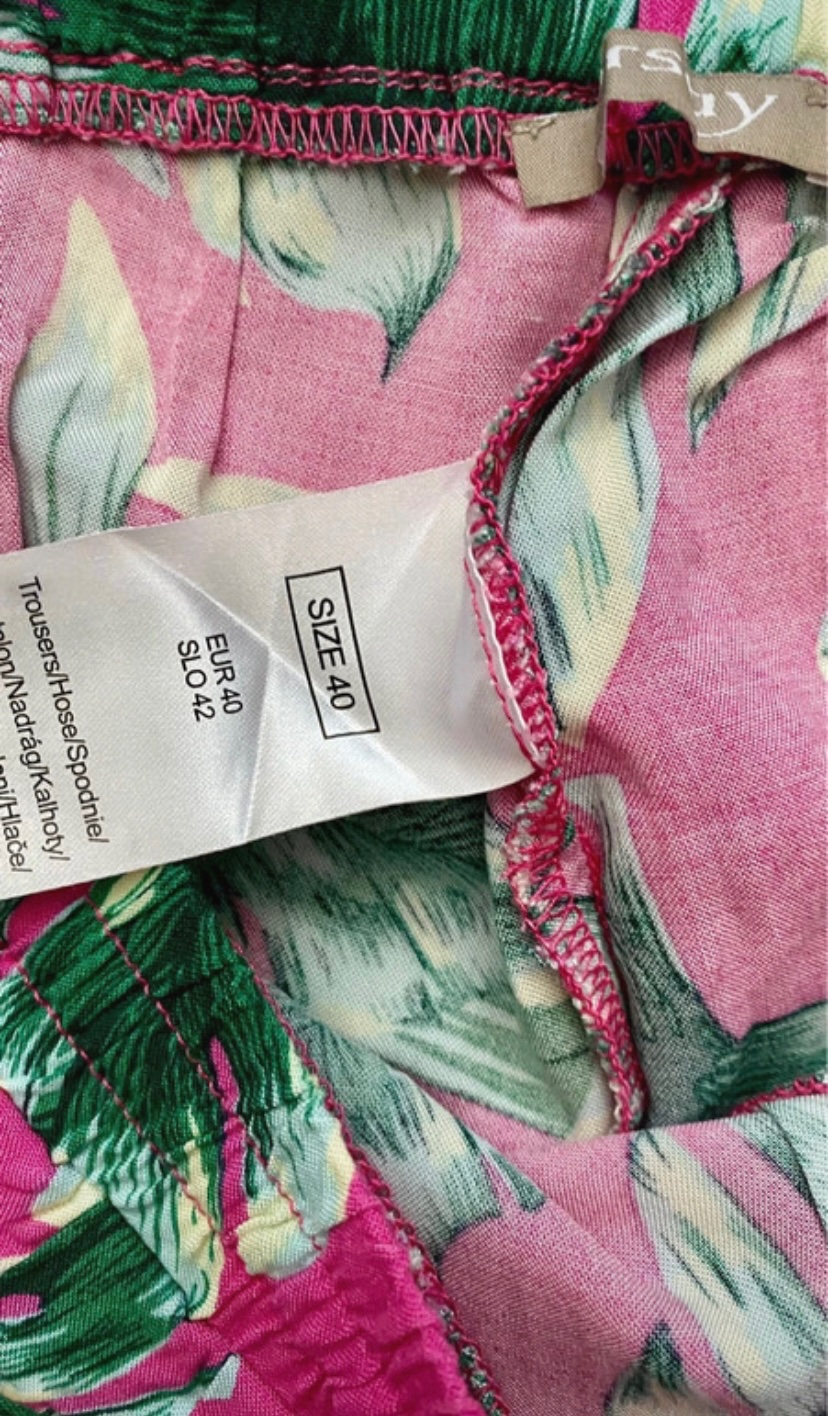 SIZE 40
EUR 40
SLO 42
Trousers/Hose/Spodnie/
/Nadrág/Kalhoty/
/Hlače/